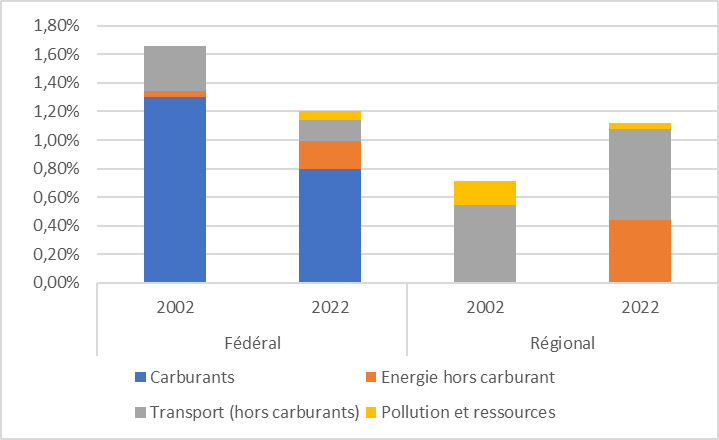 1,80%
1,60%
1,40%
1,20%
1,00%
0,80%
0,60%
0,40%
0,20%
0,00%
2002 2022 2002 2022
Fédéral Régional
Carburants Energie hors carburant
Transport (hors carburants) Pollution et ressources